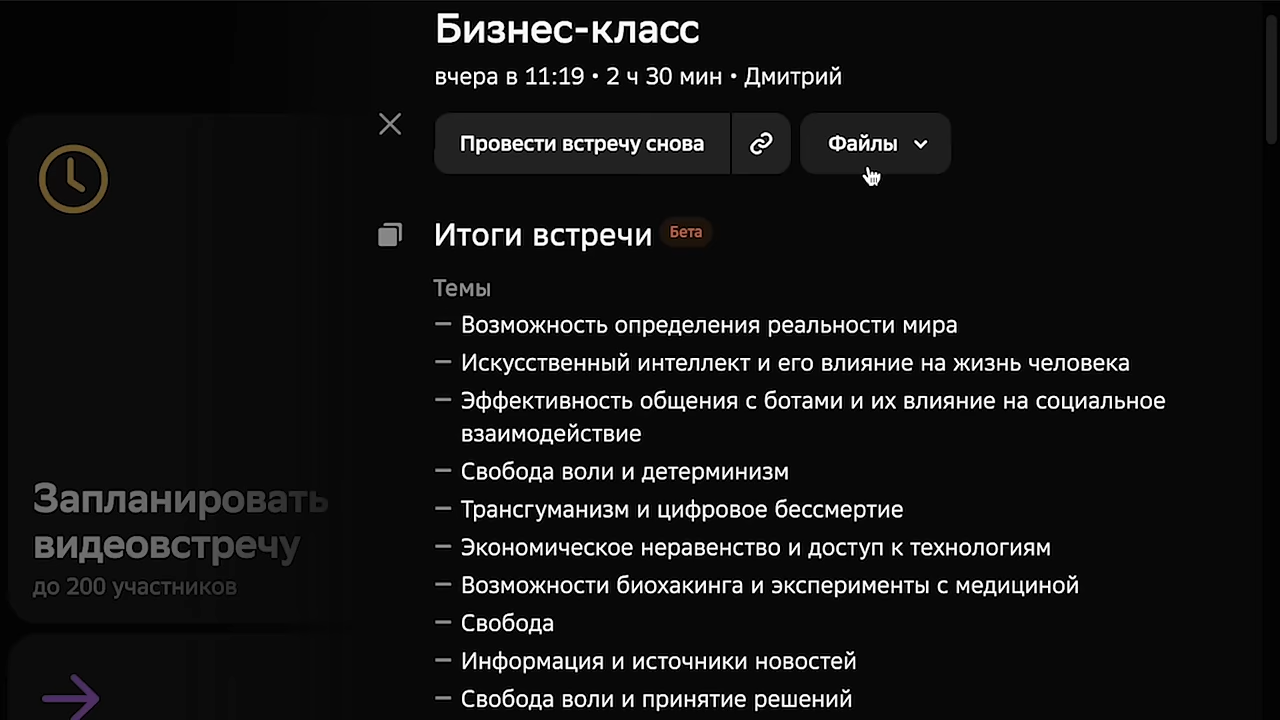 Бизнес-класс
вчера в 11:19 • 2 ч 30 мин • Дмитрий
Провести встречу снова
Файлы
Итоги встречи Бета
Темы
— Возможность определения реальности мира
— Искусственный интеллект и его влияние на жизнь человека
— Эффективность общения с ботами и их влияние на социальное
взаимодействие
— Свобода воли и детерминизм
— Трансгуманизм и цифровое бессмертие
— Экономическое неравенство и доступ к технологиям
— Возможности биохакинга и эксперименты с медициной
— Свобода
— Информация и источники новостей
— Свобода воли и принятие решений
Запланировать
видеовстречу
до 200 участников